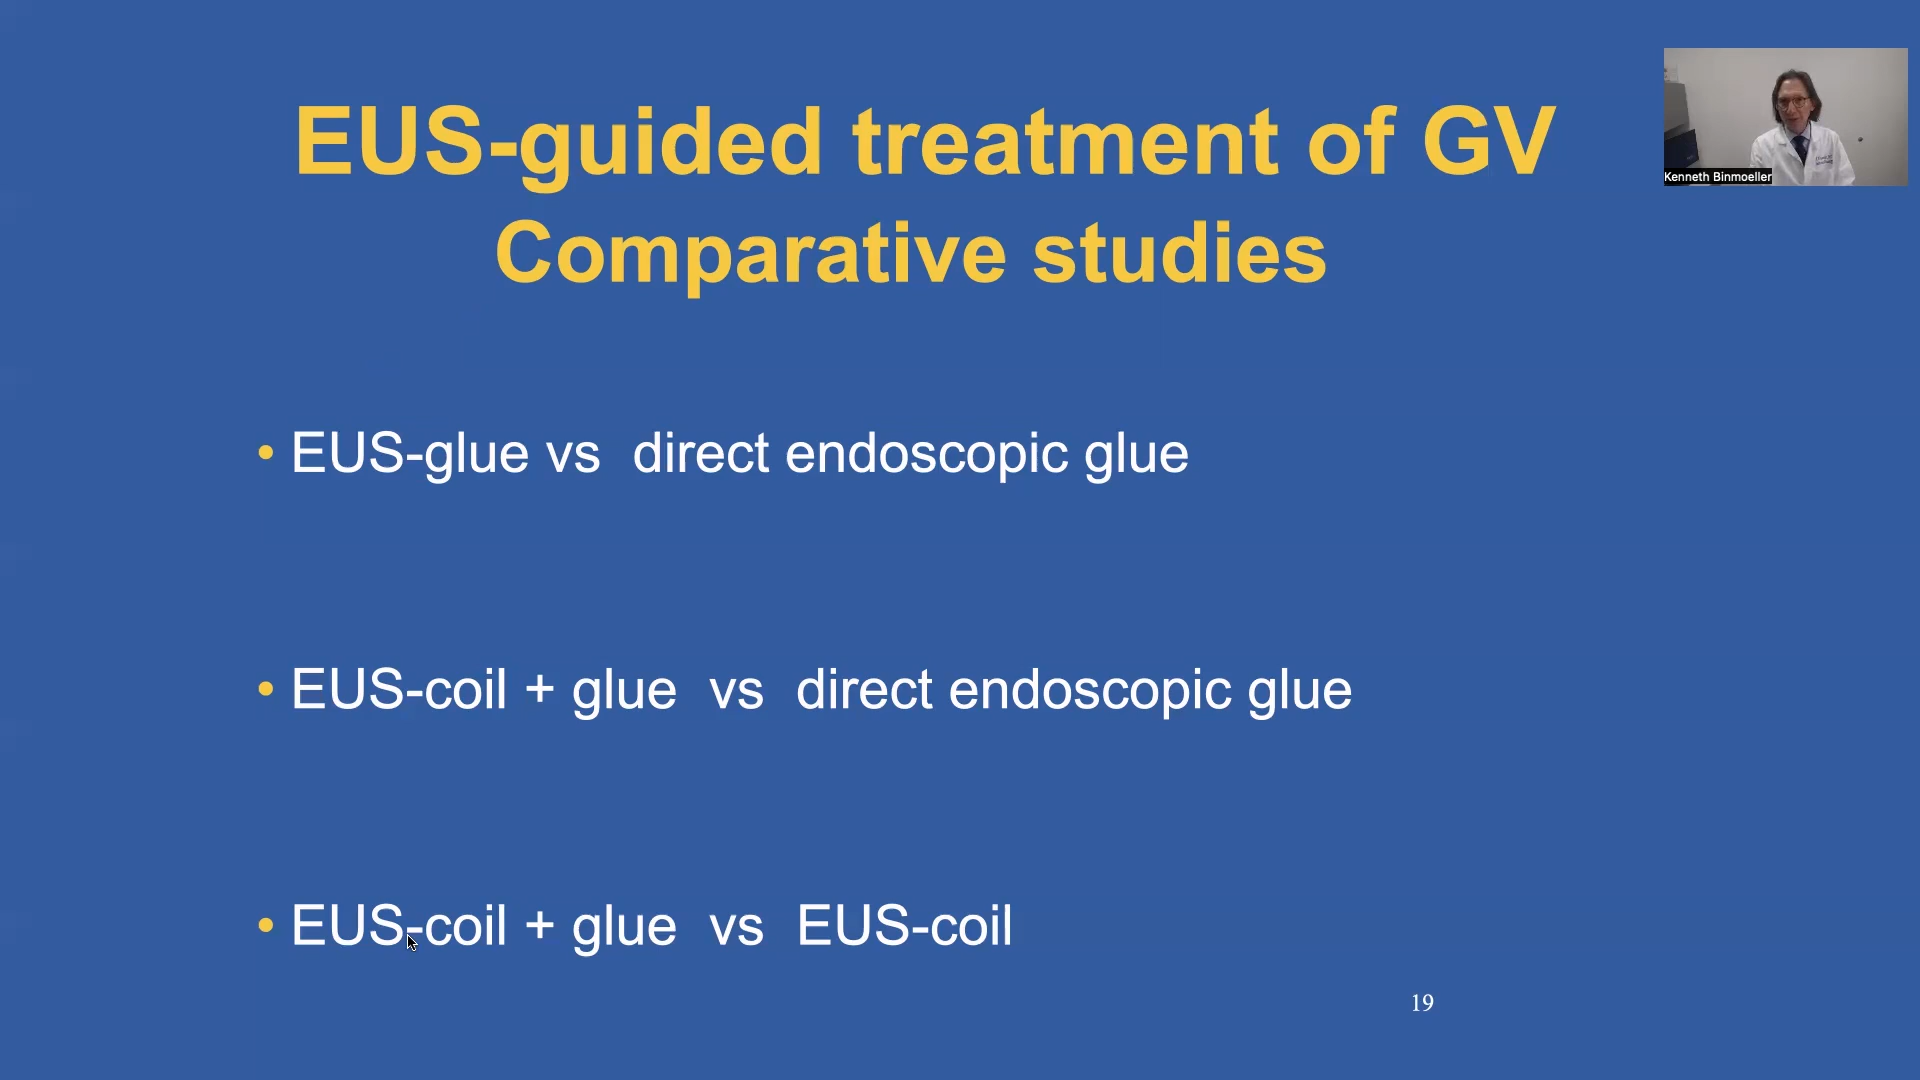 EUS-guided treatment of GV
Comparative studies
Kenneth Binmoeller
• EUS-glue vs direct endoscopic glue
• EUS-coil + glue vs direct endoscopic glue
• EUS-coil + glue vs EUS-coil
19